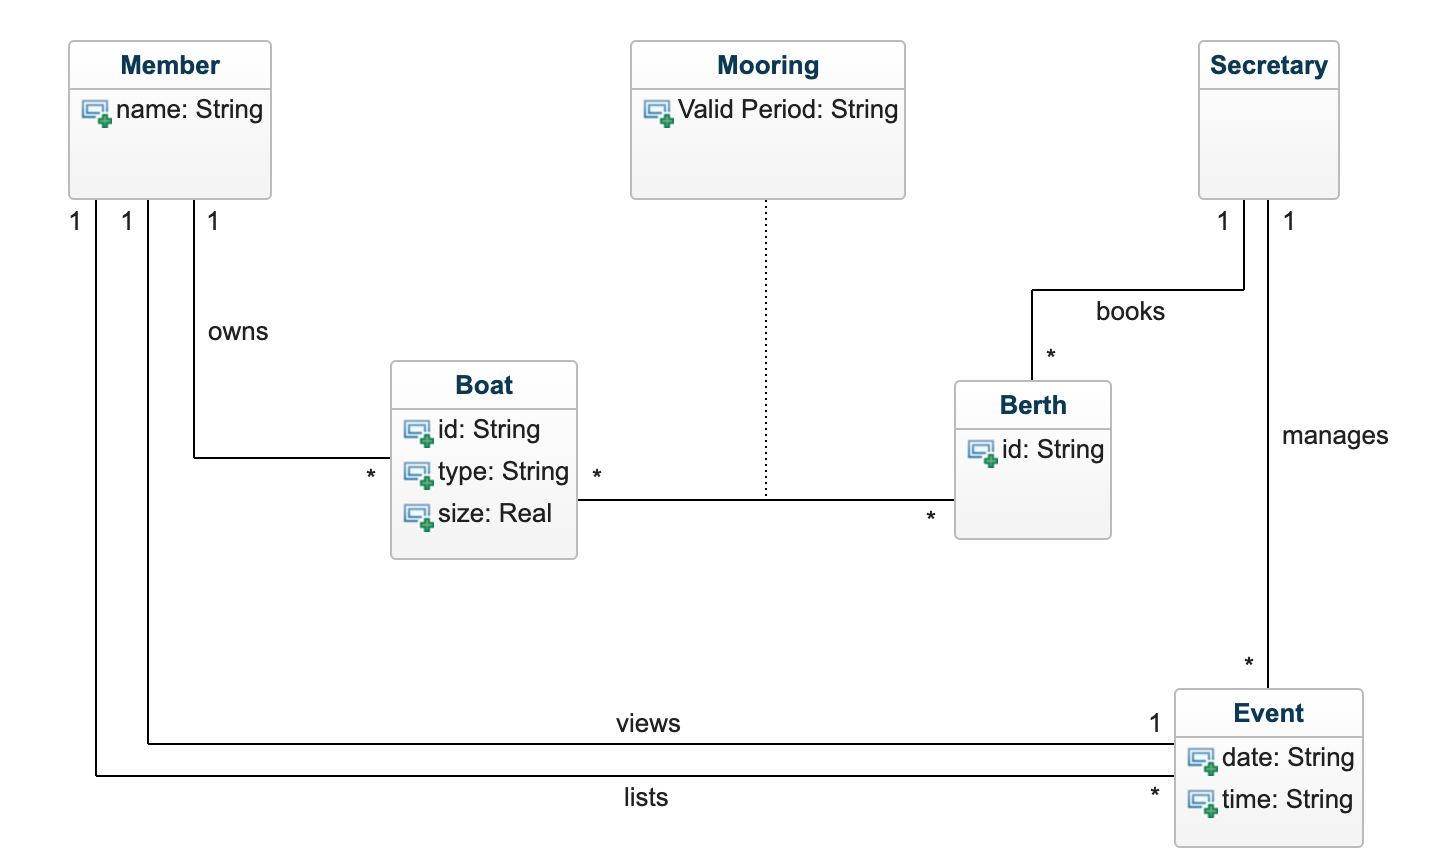 Member
name: String
Mooring
Valid Period: String
Secretary
1
1
1
1
1
owns
books
*
Boat
id: String
type: String
size: Real
*
*
Berth
id: String
*
manages
*
views
1
Event
date: String
time: String
lists
*